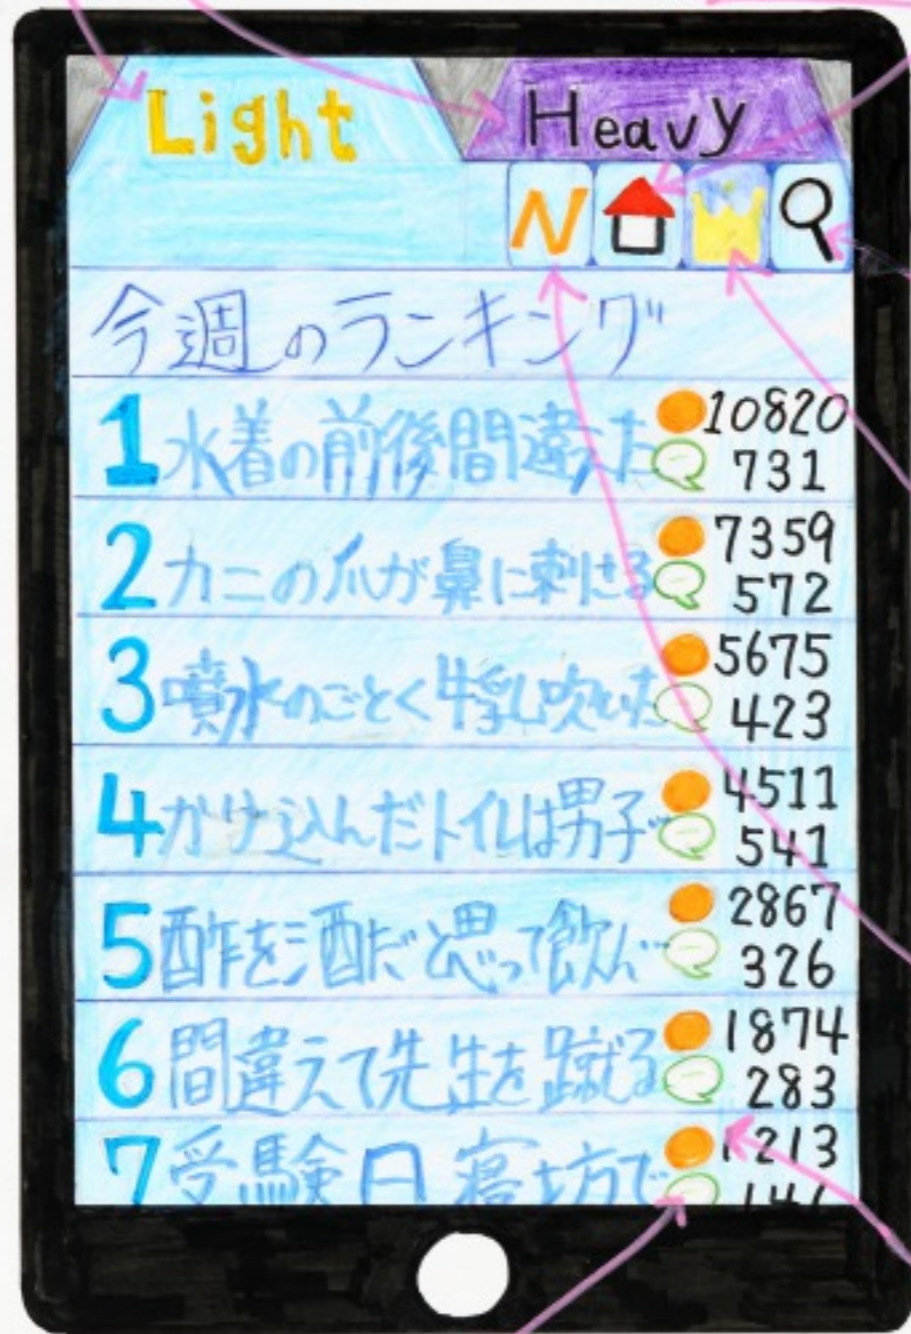 Light
Heavy
N
今週のランキング
1 水着の前後間違えた 10820
731
2 カニの爪が鼻に刺さる 7359
572
3 噴水のごとく牛乳吹いた 5675
423
4 かけ込んだトイレは男子… 4511
541
5 酢を酒だと思って飲ん… 2867
326
6 間違えて先生を蹴る 1874
283
7 受験日寝坊で 1213